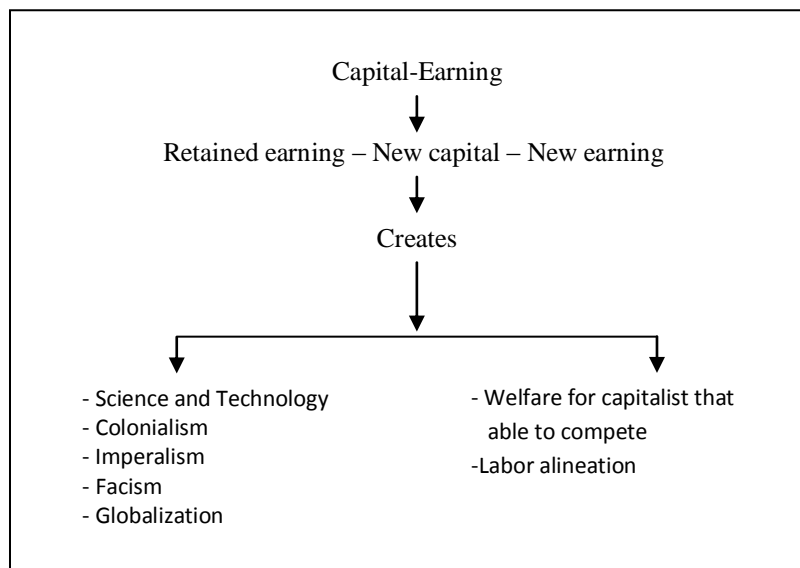 Capital-Earning
Retained earning – New capital – New earning
Creates
- Science and Technology
- Colonialism
- Imperalism
- Facism
- Globalization
- Welfare for capitalist that
able to compete
-Labor alineation